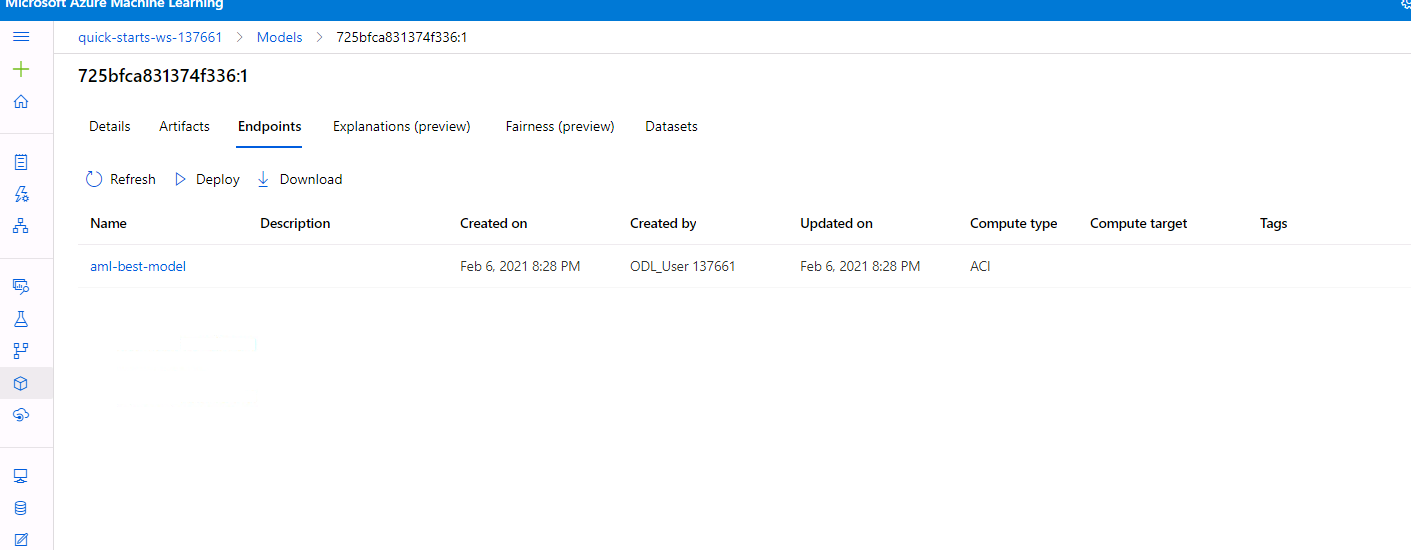 Microsoft Azure Machine Learning
quick-starts-ws-137661 > Models > 725bfca831374f336:1
725bfca831374f336:1
Details Artifacts Endpoints Explanations (preview) Fairness (preview) Datasets
Refresh Deploy Download
Name Description Created on Created by Updated on Compute type Compute target Tags
aml-best-model Feb 6, 2021 8:28 PM ODL_User 137661 Feb 6, 2021 8:28 PM ACI